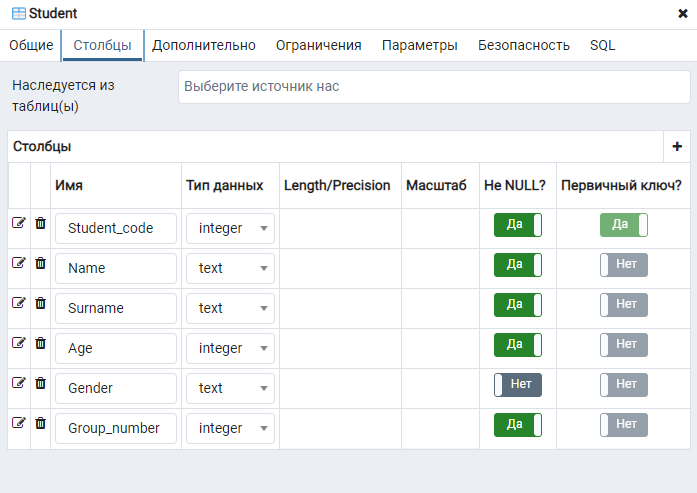 Student
Общие Столбцы Дополнительно Ограничения Параметры Безопасность SQL
Наследуется из
таблиц(ы)
Выберите источник нас
Столбцы
Имя Тип данных Length/Precision Масштаб Не NULL? Первичный ключ?
Student_code integer Да Да
Name text Да Нет
Surname text Да Нет
Age integer Да Нет
Gender text Нет Нет
Group_number integer Да Нет